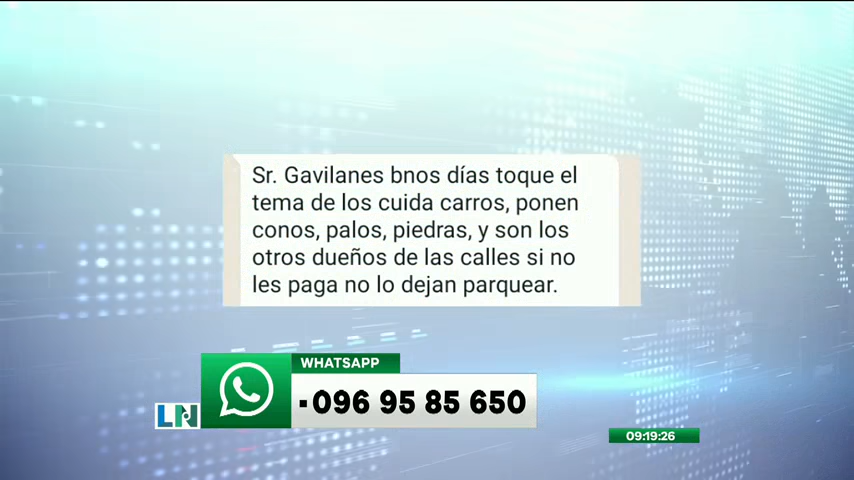 Sr. Gavilanes bnos días toque el
tema de los cuida carros, ponen
conos, palos, piedras, y son los
otros dueños de las calles si no
les paga no lo dejan parquear.
WHATSAPP
-096 95 85 650
LN
09:19:26